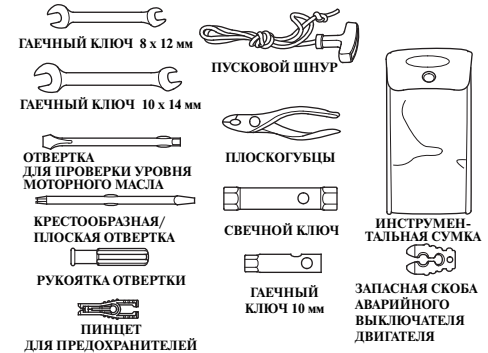 ГАЕЧНЫЙ КЛЮЧ 8 x 12 мм
ГАЕЧНЫЙ КЛЮЧ 10 x 14 мм
ОТВЕРТКА
ДЛЯ ПРОВЕРКИ УРОВНЯ
МОТОРНОГО МАСЛА
КРЕСТООБРАЗНАЯ/
ПЛОСКАЯ ОТВЕРТКА
РУКОЯТКА ОТВЕРТКИ
ПИНЦЕТ
ДЛЯ ПРЕДОХРАНИТЕЛЕЙ
ПУСКОВОЙ ШНУР
ПЛОСКОГУБЦЫ
СВЕЧНОЙ КЛЮЧ
ГАЕЧНЫЙ
КЛЮЧ 10 мм
ИНСТРУМЕН-
ТАЛЬНАЯ СУМКА
ЗАПАСНАЯ СКОБА
АВАРИЙНОГО
ВЫКЛЮЧАТЕЛЯ
ДВИГАТЕЛЯ